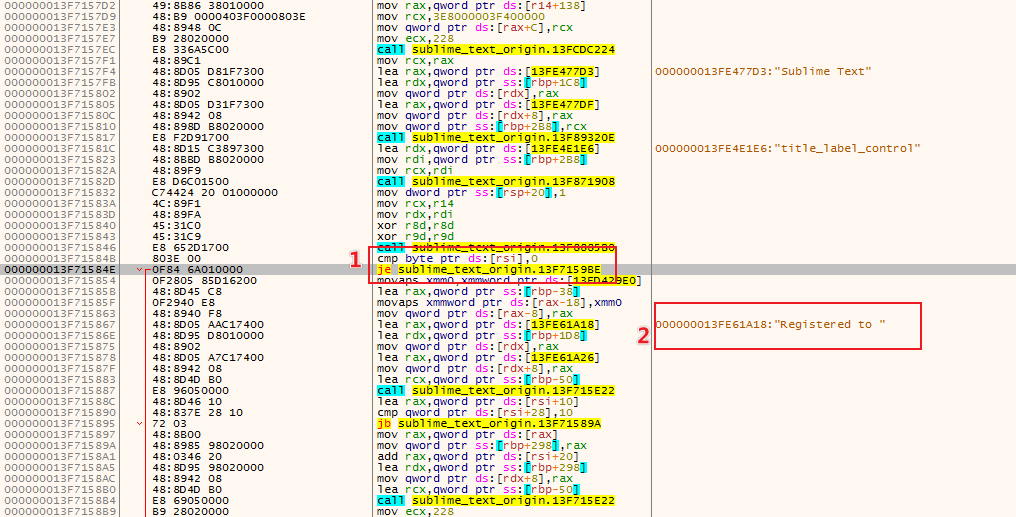 000000013F7157D2 49:8B86 38010000 mov rax,qword ptr ds:[r14+138]
000000013F7157D9 48:B9 0000403F0000803E mov rcx,3E8000003F400000
000000013F7157E3 48:8948 0C mov qword ptr ds:[rax+C],rcx
000000013F7157E7 B9 28020000 mov ecx,228
000000013F7157EC E8 336A5C00 call sublime_text_origin.13FCDC224
000000013F7157F1 48:89C1 mov rcx,rax
000000013F7157F4 48:8D05 D81F7300 lea rax,qword ptr ds:[13FE477D3] 000000013FE477D3:"Sublime Text"
000000013F7157FB 48:8D95 C8010000 lea rdx,qword ptr ss:[rbp+1C8]
000000013F715802 48:8902 mov qword ptr ds:[rdx],rax
000000013F715805 48:8D05 D31F7300 lea rax,qword ptr ds:[13FE477DF]
000000013F71580C 48:8942 08 mov qword ptr ds:[rdx+8],rax
000000013F715810 48:898D B8020000 mov qword ptr ss:[rbp+2B8],rcx
000000013F715817 E8 F2D91700 call sublime_text_origin.13F89320E
000000013F71581C 48:8D15 C3897300 lea rdx,qword ptr ds:[13FE4E1E6] 000000013FE4E1E6:"title_label_control"
000000013F715823 48:8BBD B8020000 mov rdi,qword ptr ss:[rbp+2B8]
000000013F71582A 48:89F9 mov rcx,rdi
000000013F71582D E8 D6C01500 call sublime_text_origin.13F871908
000000013F715832 C74424 20 01000000 mov dword ptr ss:[rsp+20],1
000000013F71583A 4C:89F1 mov rcx,r14
000000013F71583D 48:89FA mov rdx,rdi
000000013F715840 45:31C0 xor r8d,r8d
000000013F715843 45:31C9 xor r9d,r9d
000000013F715846 E8 652D1700 call sublime_text_origin.13F8885B0
000000013F71584B 803E 00 cmp byte ptr ds:[rsi],0
1
000000013F71584E 0F84 6A010000 je sublime_text_origin.13F7159BE
000000013F715854 0F2805 85D16200 movaps xmm0,xmmword ptr ds:[13FD429E0]
000000013F71585B 48:8D45 C8 lea rax,qword ptr ss:[rbp-38]
000000013F71585F 0F2940 E8 movaps xmmword ptr ds:[rax-18],xmm0
000000013F715863 48:8940 F8 mov qword ptr ds:[rax-8],rax
000000013F715867 48:8D05 AAC17400 lea rax,qword ptr ds:[13FE61A18] 000000013FE61A18:"Registered to "
2
000000013F71586E 48:8D95 D8010000 lea rdx,qword ptr ss:[rbp+1D8]
000000013F715875 48:8902 mov qword ptr ds:[rdx],rax
000000013F715878 48:8D05 A7C17400 lea rax,qword ptr ds:[13FE61A26]
000000013F71587F 48:8942 08 mov qword ptr ds:[rdx+8],rax
000000013F715883 48:8D4D B0 lea rcx,qword ptr ss:[rbp-50]
000000013F715887 E8 96050000 call sublime_text_origin.13F715E22
000000013F71588C 48:8D46 10 lea rax,qword ptr ds:[rsi+10]
000000013F715890 48:837E 28 10 cmp qword ptr ds:[rsi+28],10
000000013F715895 72 03 jb sublime_text_origin.13F71589A
000000013F715897 48:8B00 mov rax,qword ptr ds:[rax]
000000013F71589A 48:8985 98020000 mov qword ptr ss:[rbp+298],rax
000000013F7158A1 48:0346 20 add rax,qword ptr ds:[rsi+20]
000000013F7158A5 48:8D95 98020000 lea rdx,qword ptr ss:[rbp+298]
000000013F7158AC 48:8942 08 mov qword ptr ds:[rdx+8],rax
000000013F7158B0 48:8D4D B0 lea rcx,qword ptr ss:[rbp-50]
000000013F7158B4 E8 69050000 call sublime_text_origin.13F715E22
000000013F7158B9 B9 28020000 mov ecx,228